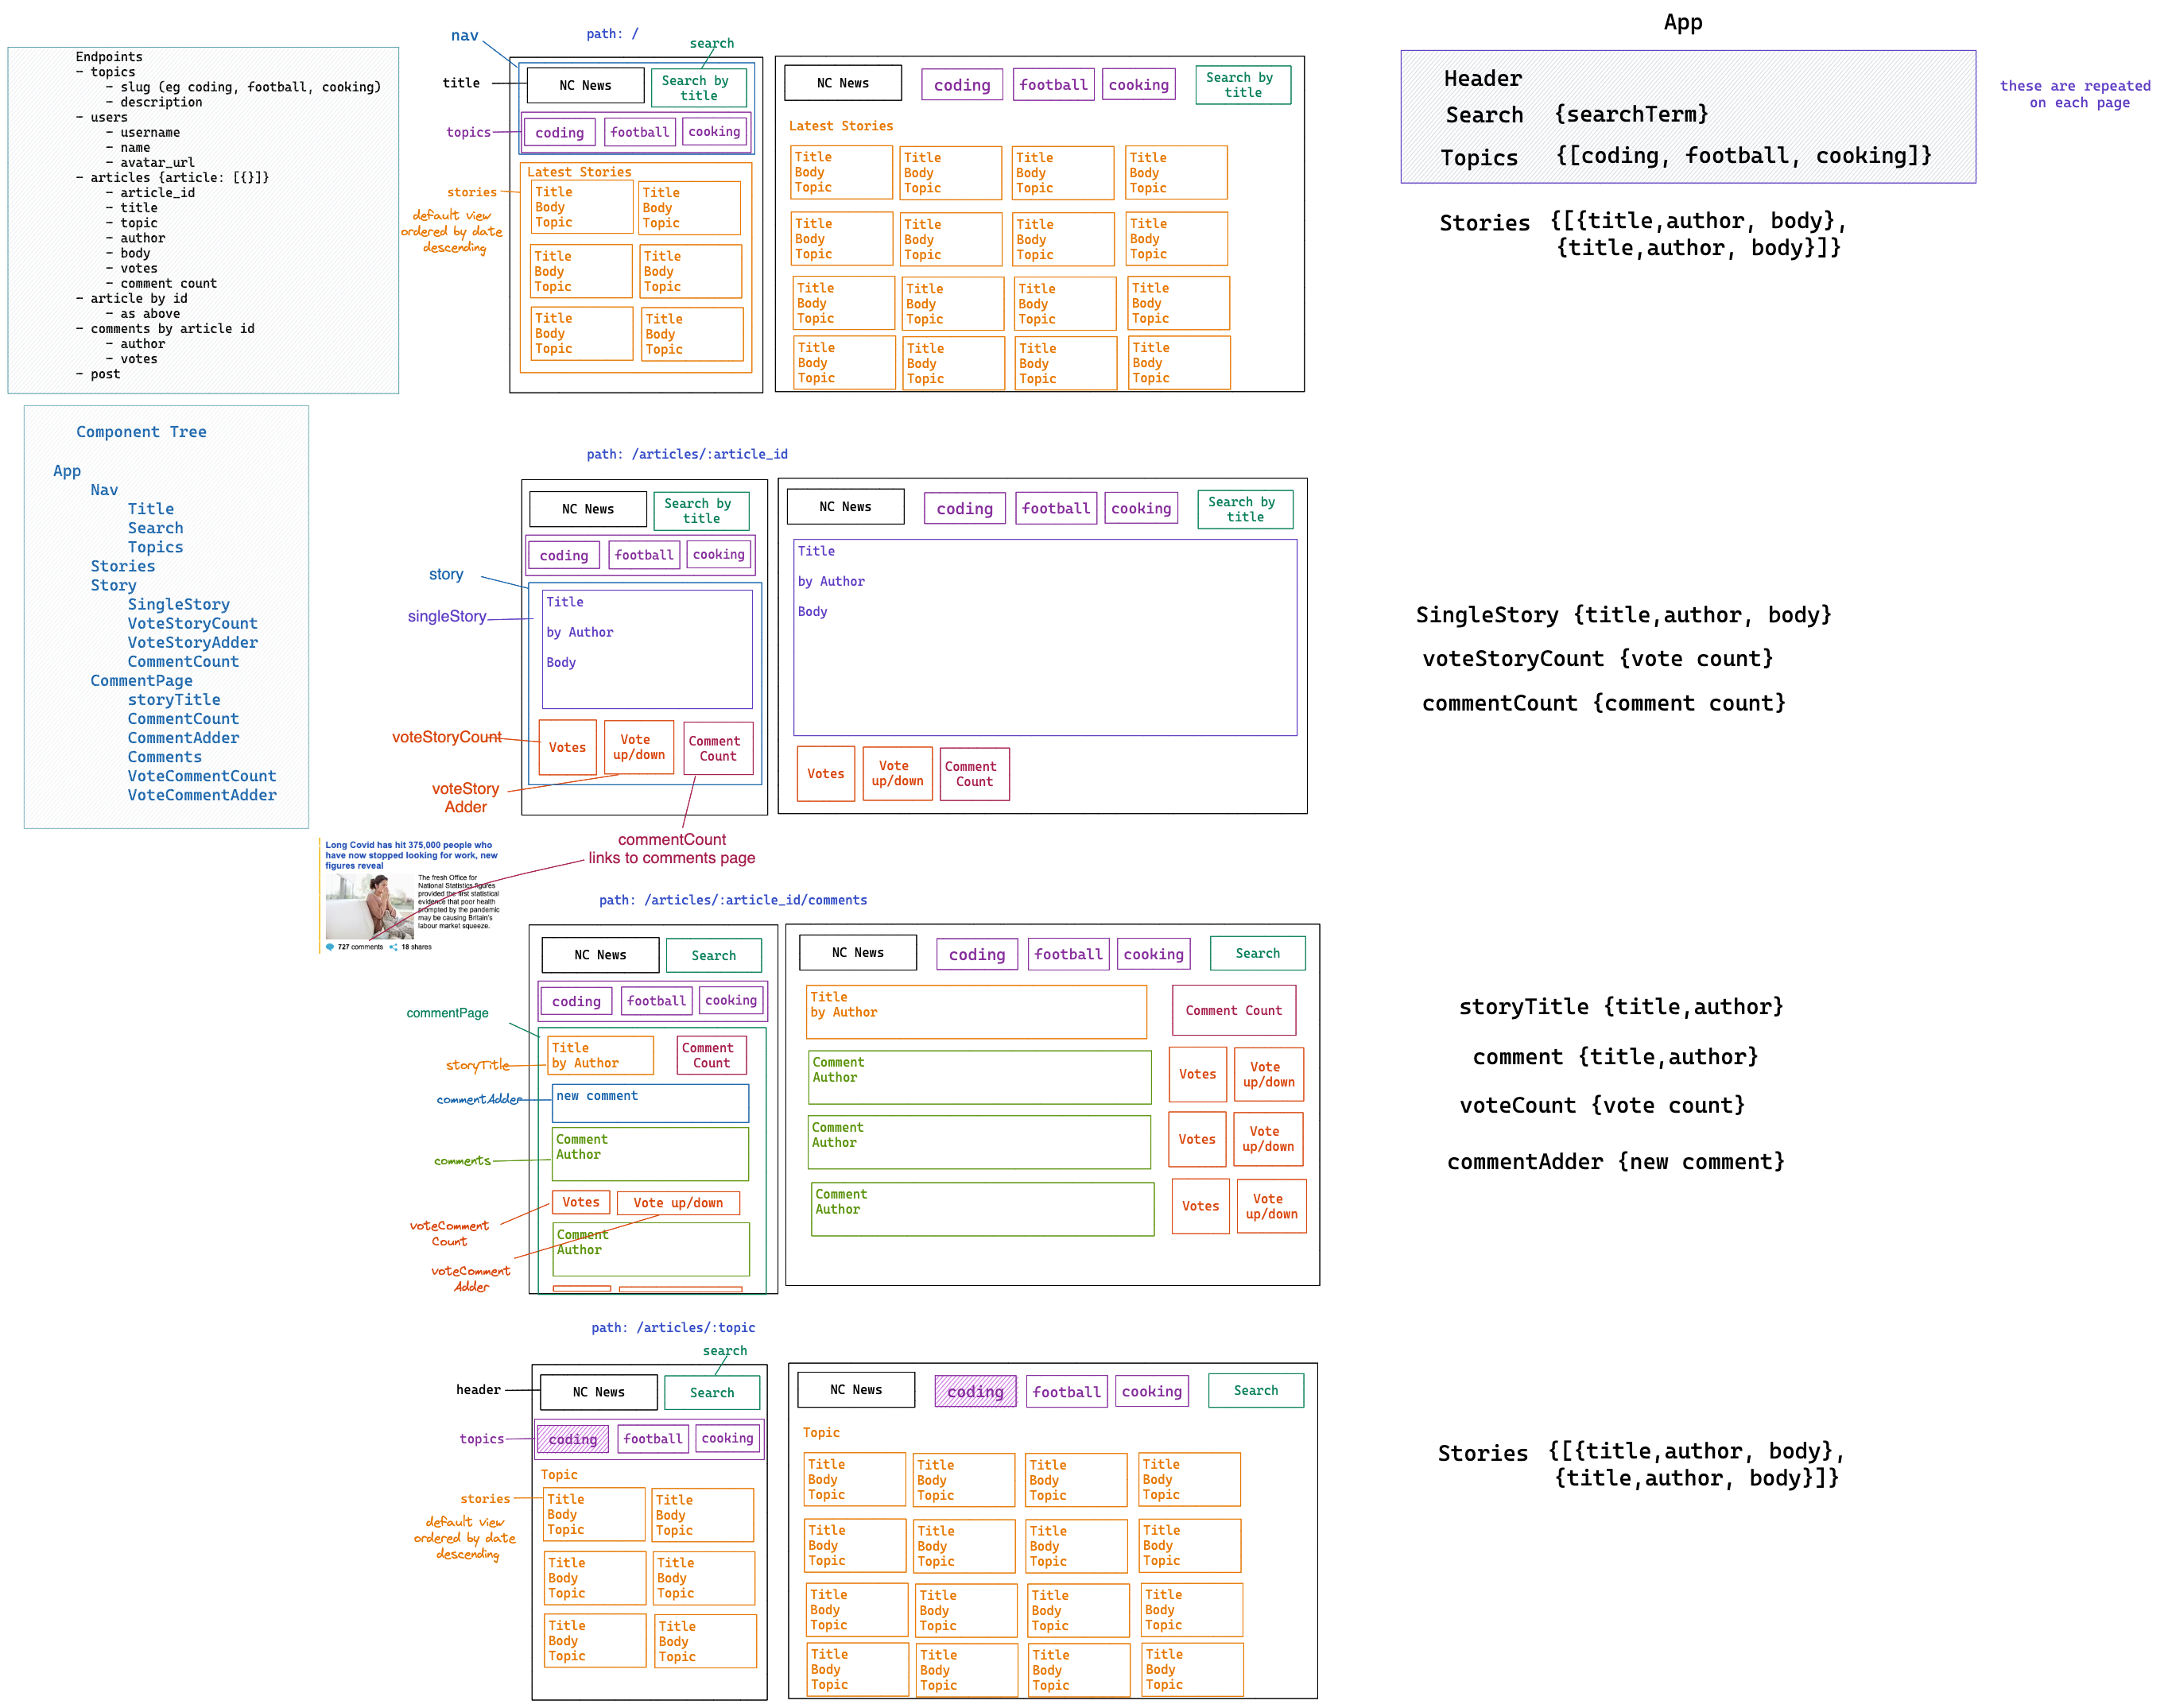 Endpoints
- topics
- slug (eg coding, football, cooking)
- description
- users
- username
- name
- avatar_url
- articles {article: [{}]}
- article_id
- title
- topic
- author
- body
- votes
- comment count
- article by id
- as above
- comments by article id
- author
- votes
- post
Component Tree
App
Nav
Title
Search
Topics
Stories
Story
SingleStory
VoteStoryCount
VoteStoryAdder
CommentCount
CommentPage
storyTitle
CommentCount
CommentAdder
Comments
VoteCommentCount
VoteCommentAdder
nav
path: /
search
title
NC News
Search by
title
topics
coding
football
cooking
stories
default view
ordered by date
descending
Latest Stories
Title
Body
Topic
Title
Body
Topic
Title
Body
Topic
Title
Body
Topic
Title
Body
Topic
Title
Body
Topic
NC News
coding
football
cooking
Search by
title
Latest Stories
Title
Body
Topic
Title
Body
Topic
Title
Body
Topic
Title
Body
Topic
Title
Body
Topic
Title
Body
Topic
Title
Body
Topic
Title
Body
Topic
Title
Body
Topic
Title
Body
Topic
Title
Body
Topic
Title
Body
Topic
Title
Body
Topic
Title
Body
Topic
Title
Body
Topic
Title
Body
Topic
App
Header
Search {searchTerm}
Topics {[coding, football, cooking]}
these are repeated
on each page
Stories {[{title,author, body},
{title,author, body}]}
path: /articles/:article_id
NC News
Search by
title
coding
football
cooking
story
singleStory
Title
by Author
Body
voteStoryCount
Votes
Vote
up/down
Comment
Count
voteStory
Adder
commentCount
links to comments page
NC News
coding
football
cooking
Search by
title
Title
by Author
Body
Votes
Vote
up/down
Comment
Count
SingleStory {title,author, body}
voteStoryCount {vote count}
commentCount {comment count}
Long Covid has hit 375,000 people who
have now stopped looking for work, new
figures reveal
The fresh Office for
National Statistics figures
provided the first statistical
evidence that poor health
prompted by the pandemic
may be causing Britain's
labour market squeeze.
727 comments
18 shares
path: /articles/:article_id/comments
NC News
Search
coding
football
cooking
commentPage
storyTitle
Title
by Author
Comment
Count
commentAdder
new comment
comments
Comment
Author
Votes
Vote up/down
voteComment
Count
Comment
Author
voteComment
Adder
NC News
coding
football
cooking
Search
Title
by Author
Comment Count
Comment
Author
Votes
Vote
up/down
Comment
Author
Votes
Vote
up/down
Comment
Author
Votes
Vote
up/down
storyTitle {title,author}
comment {title,author}
voteCount {vote count}
commentAdder {new comment}
path: /articles/:topic
search
header
NC News
Search
topics
coding
football
cooking
Topic
stories
default view
ordered by date
descending
Title
Body
Topic
Title
Body
Topic
Title
Body
Topic
Title
Body
Topic
Title
Body
Topic
Title
Body
Topic
NC News
coding
football
cooking
Search
Topic
Title
Body
Topic
Title
Body
Topic
Title
Body
Topic
Title
Body
Topic
Title
Body
Topic
Title
Body
Topic
Title
Body
Topic
Title
Body
Topic
Title
Body
Topic
Title
Body
Topic
Title
Body
Topic
Title
Body
Topic
Title
Body
Topic
Title
Body
Topic
Title
Body
Topic
Title
Body
Topic
Stories {[{title,author, body},
{title,author, body}]}